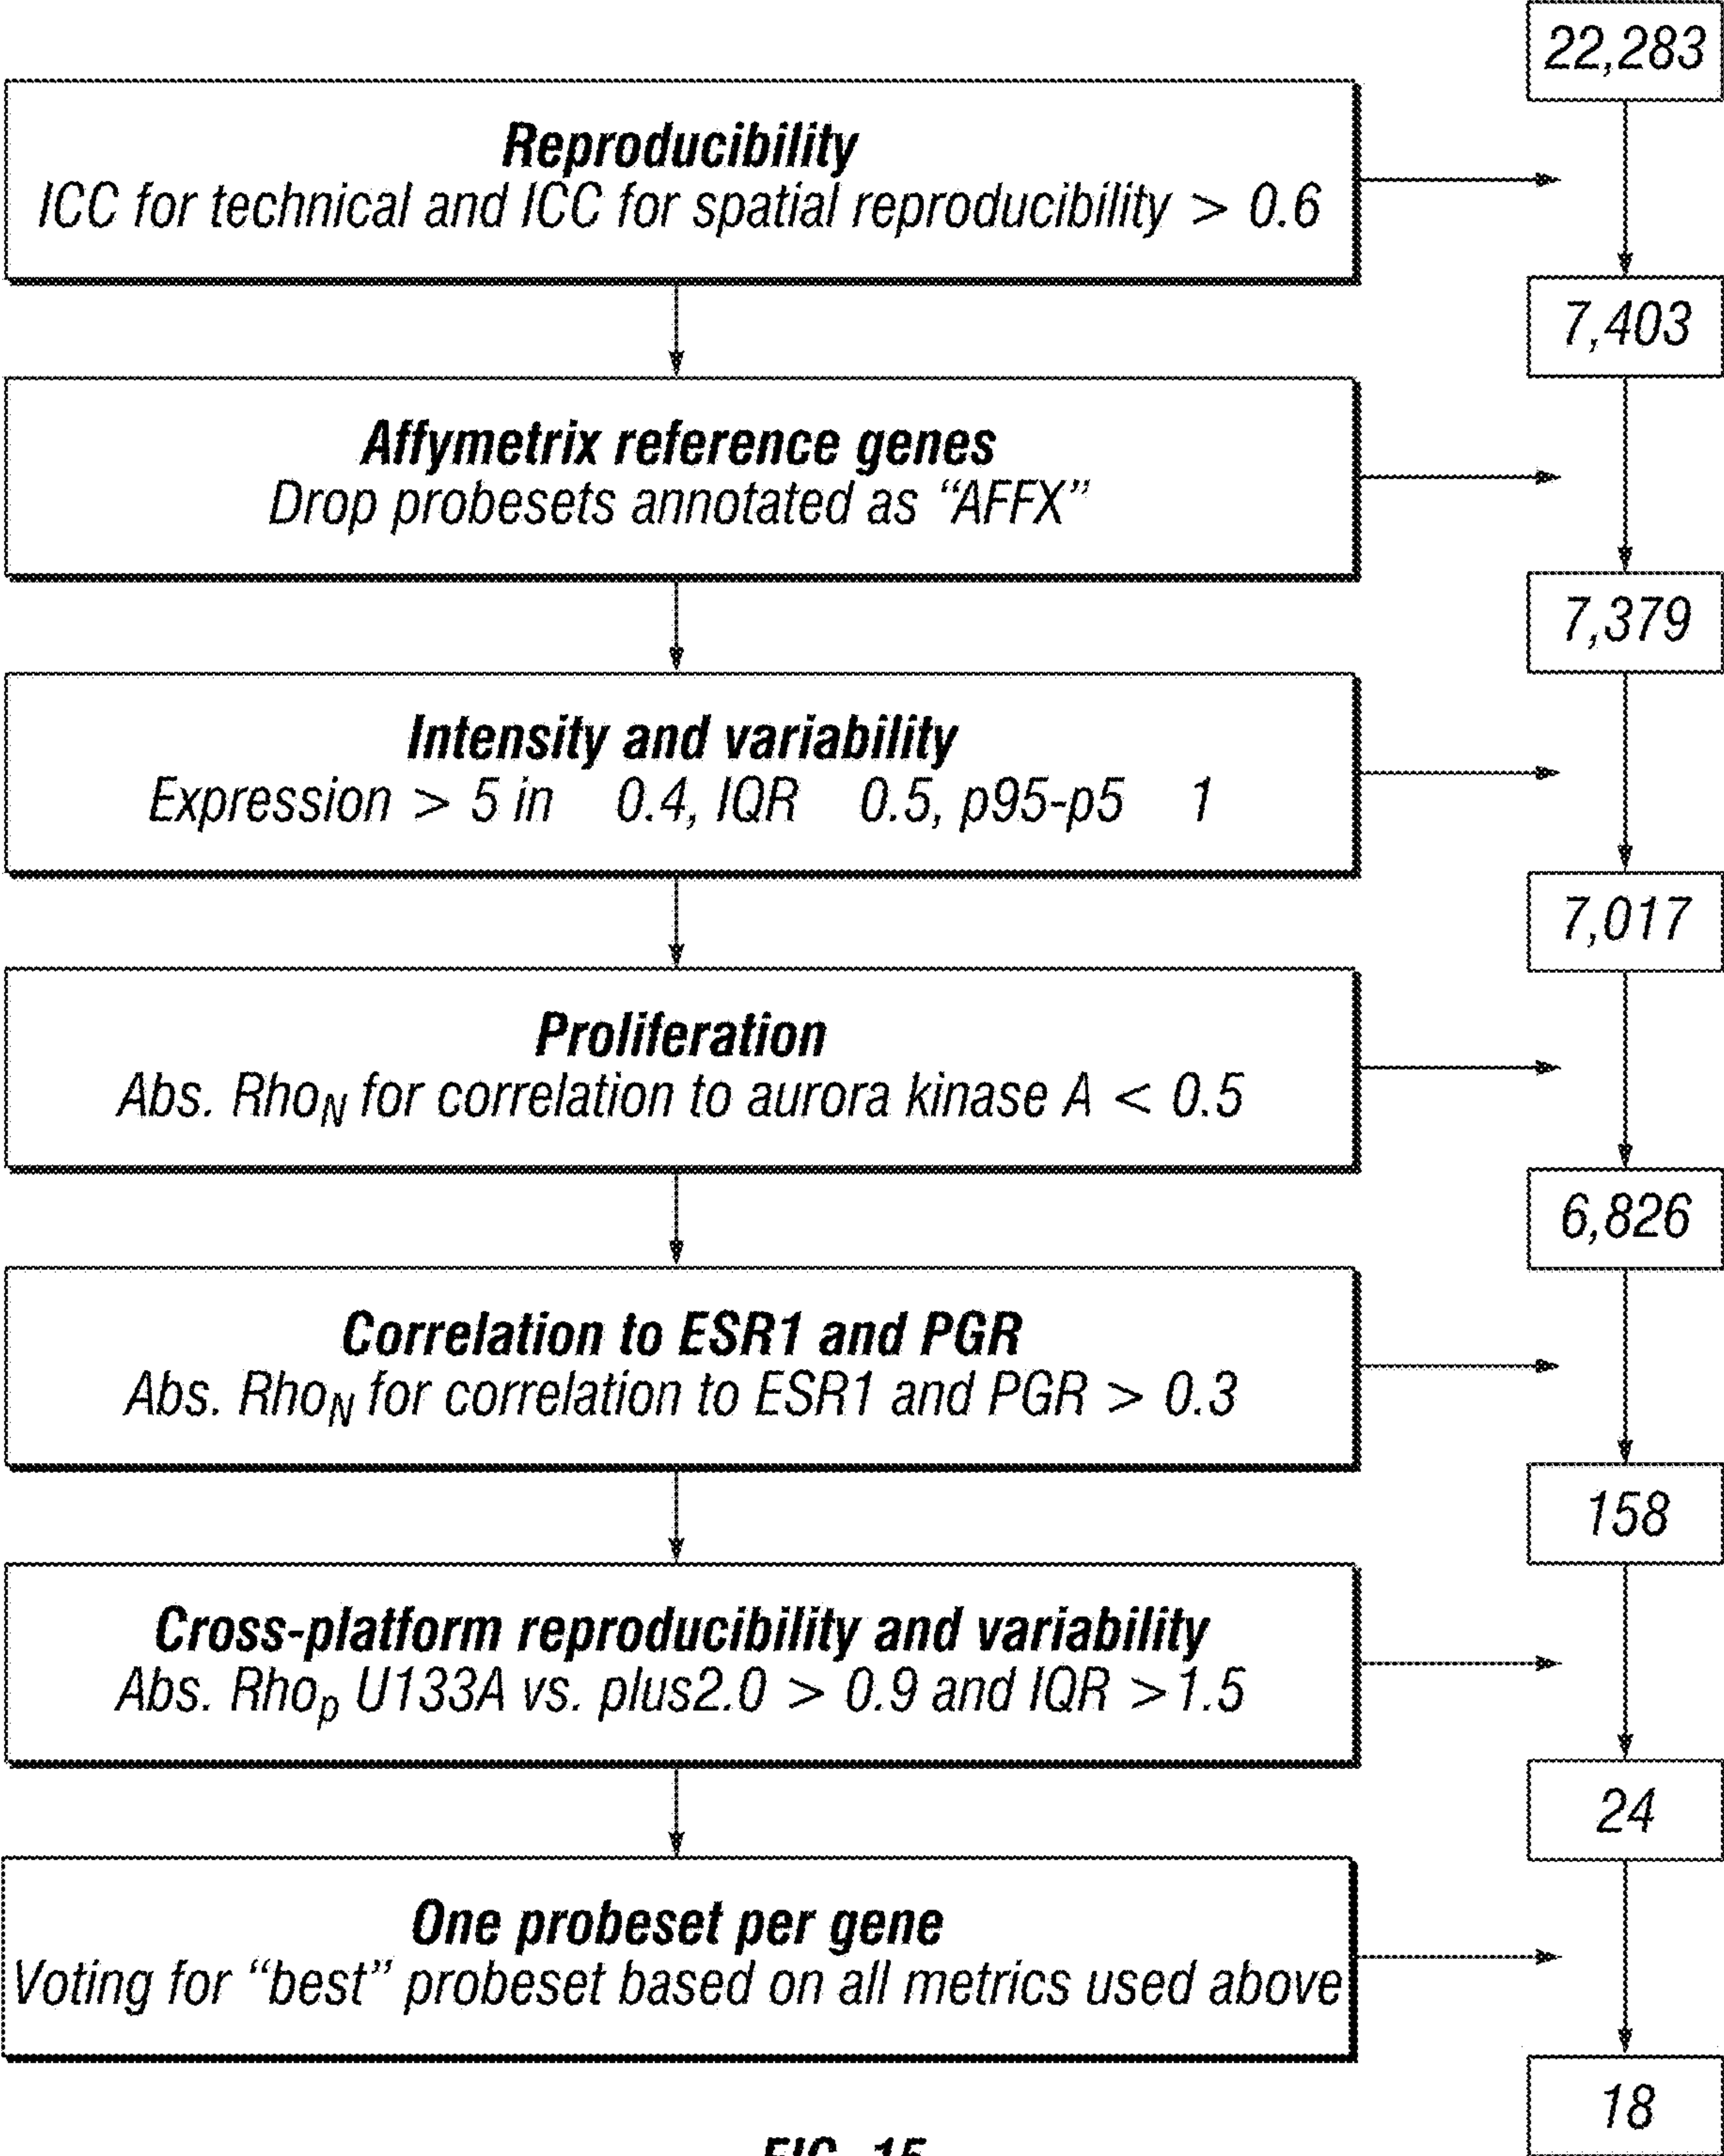 22,283
Reproducibility
ICC for technical and ICC for spatial reproducibility > 0.6
7,403
Affymetrix reference genes
Drop probesets annotated as “AFFX”
7,379
Intensity and variability
Expression > 5 in 0.4, IQR 0.5, p95-p5 1
7,017
Proliferation
Abs. RhoN for correlation to aurora kinase A < 0.5
6,826
Correlation to ESR1 and PGR
Abs. RhoN for correlation to ESR1 and PGR > 0.3
158
Cross-platform reproducibility and variability
Abs. Rhop U133A vs. plus2.0 > 0.9 and IQR >1.5
24
One probeset per gene
Voting for “best” probeset based on all metrics used above
18
FIG. 15